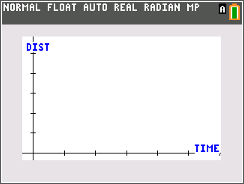 NORMAL FLOAT AUTO REAL RADIAN MP
A
DIST
TIME